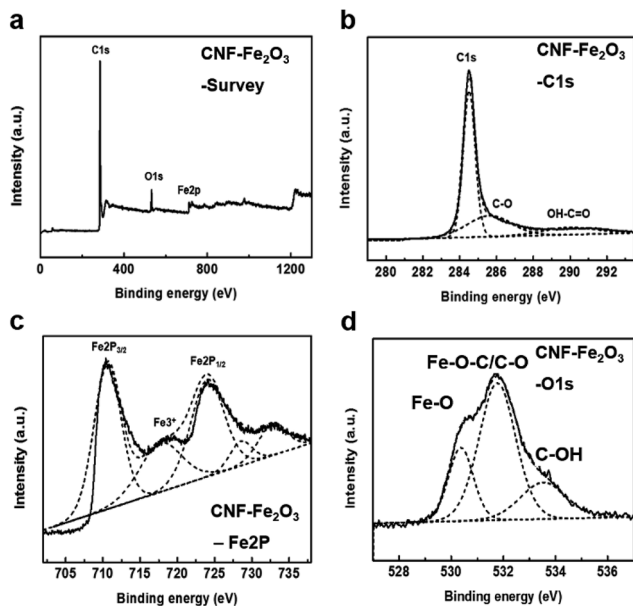 a
CNF-Fe₂O₃
-Survey
C1s
O1s
Fe2p
Intensity (a.u.)
0 400 800 1200
Binding energy (eV)
b
CNF-Fe₂O₃
-C1s
C1s
C-O
OH-C=O
Intensity (a.u.)
280 282 284 286 288 290 292
Binding energy (eV)
c
Fe2P3/2
Fe2P1/2
Fe3⁺
CNF-Fe₂O₃
– Fe2P
Intensity (a.u.)
705 710 715 720 725 730 735
Binding energy (eV)
d
Fe-O-C/C-O
CNF-Fe₂O₃
-O1s
Fe-O
C-OH
Intensity (a.u.)
528 530 532 534 536
Binding energy (eV)